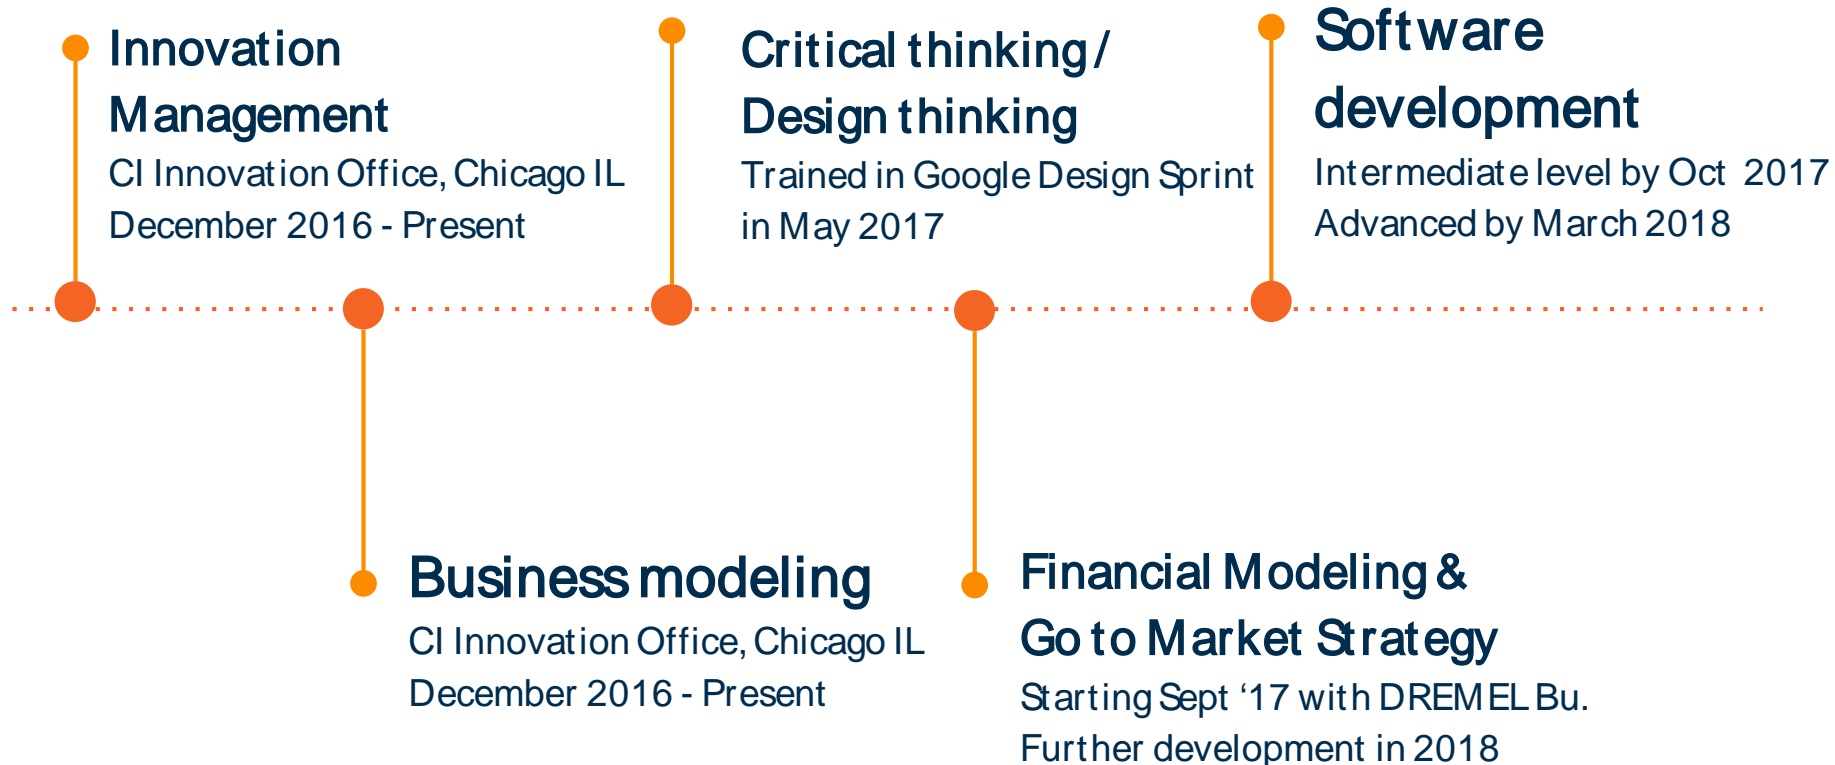 Innovation
Management
CI Innovation Office, Chicago IL
December 2016 - Present
Critical thinking/
Design thinking
Trained in Google Design Sprint
in May 2017
Software
development
Intermediate level by Oct 2017
Advanced by March 2018
Business modeling
CI Innovation Office, Chicago IL
December 2016 - Present
Financial Modeling &
Go to Market Strategy
Starting Sept ‘17 with DREMEL Bu.
Further development in 2018